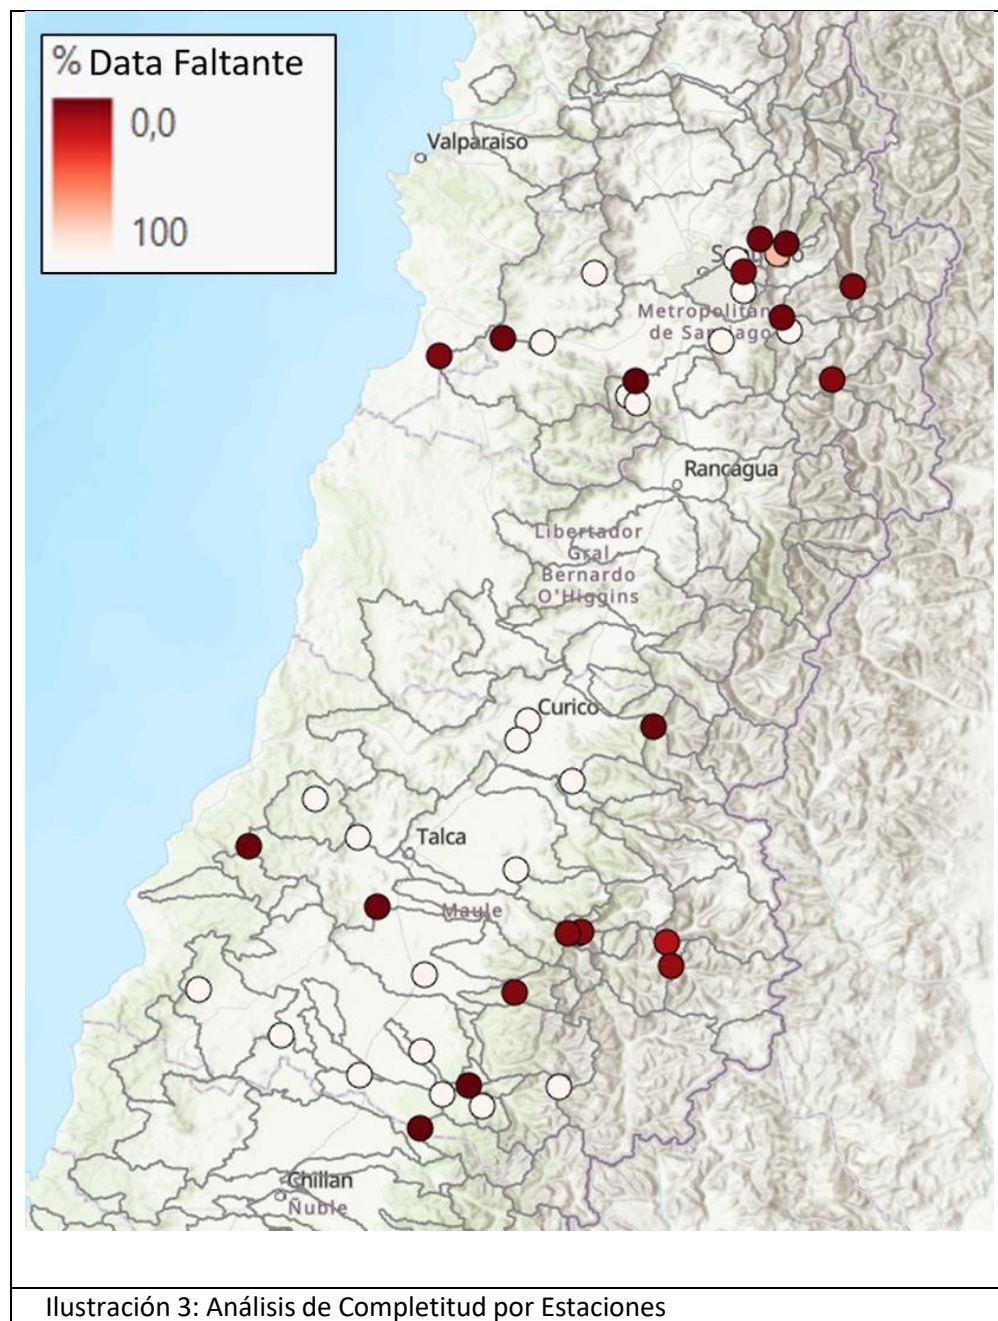 % Data Faltante
0,0
100
Valparaiso
Metropolitan
de Santiago
Rancagua
Libertador
Gral
Bernardo
O'Higgins
Curico
Talca
Maule
Chillan
Ñuble
Ilustración 3: Análisis de Completitud por Estaciones